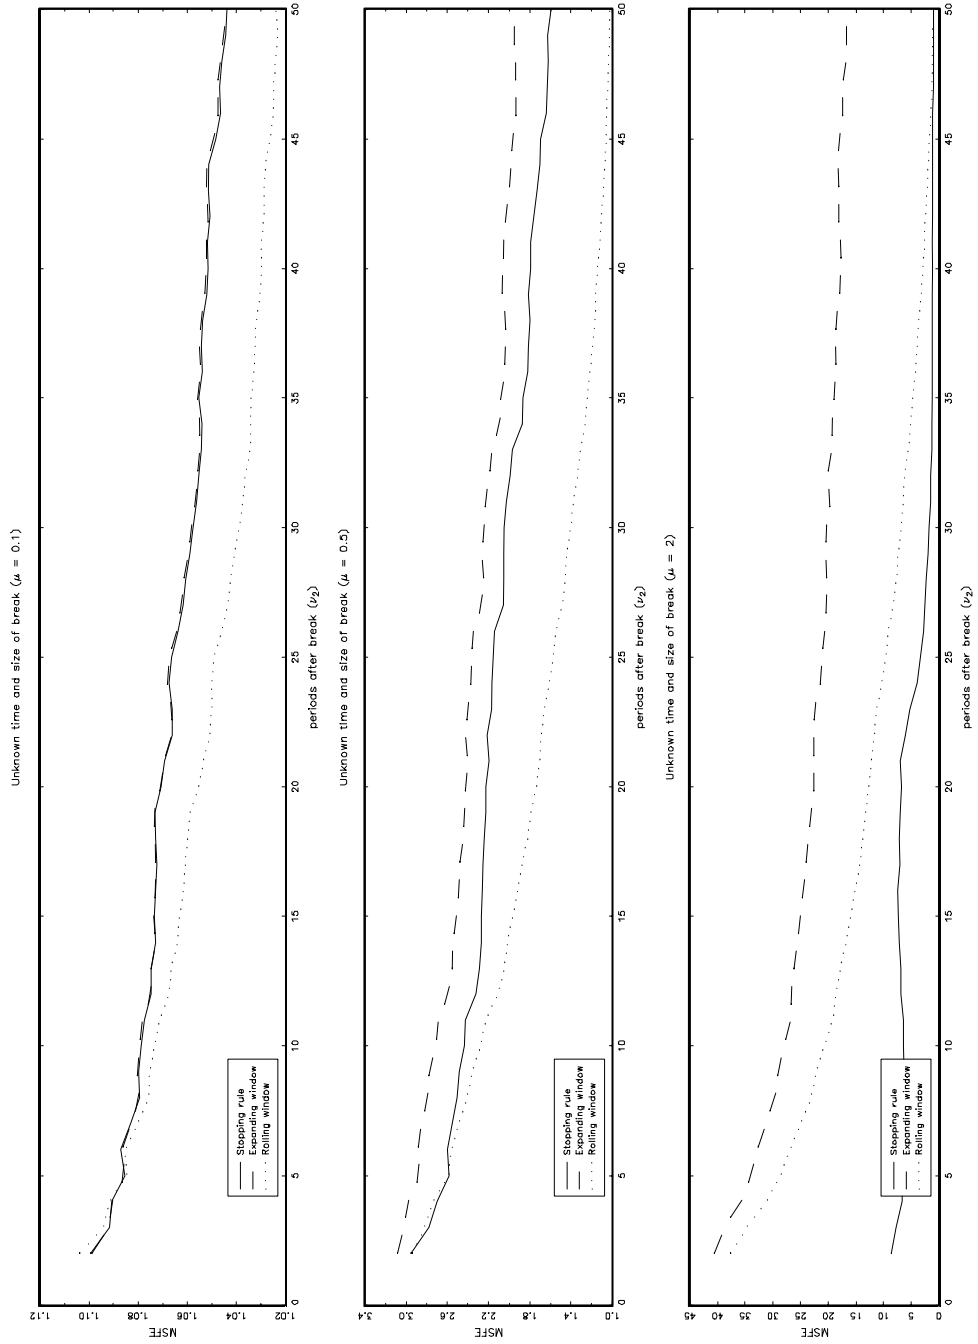 Unknown time and size of break (μ = 0.1)
MSFE
1.12
1.10
1.08
1.06
1.04
1.02
Stopping rule
Expanding window
Rolling window
0 5 10 15 20 25 30 35 40 45 50
periods after break (ν₂)
Unknown time and size of break (μ = 0.5)
MSFE
3.4
3.0
2.6
2.2
1.8
1.4
1.0
Stopping rule
Expanding window
Rolling window
0 5 10 15 20 25 30 35 40 45 50
periods after break (ν₂)
Unknown time and size of break (μ = 2)
MSFE
45
40
35
30
25
20
15
10
5
0
Stopping rule
Expanding window
Rolling window
0 5 10 15 20 25 30 35 40 45 50
periods after break (ν₂)